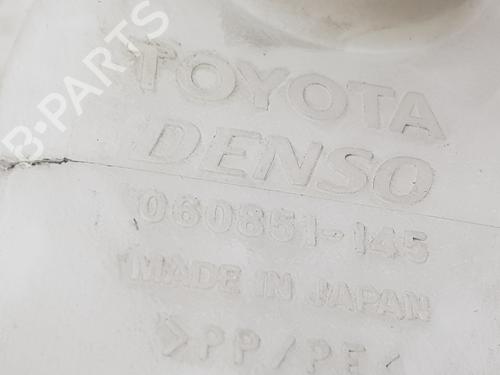 B-PARTS
TOYOTA
DENSO
060851-145
MADE IN JAPAN
>PP/PE<